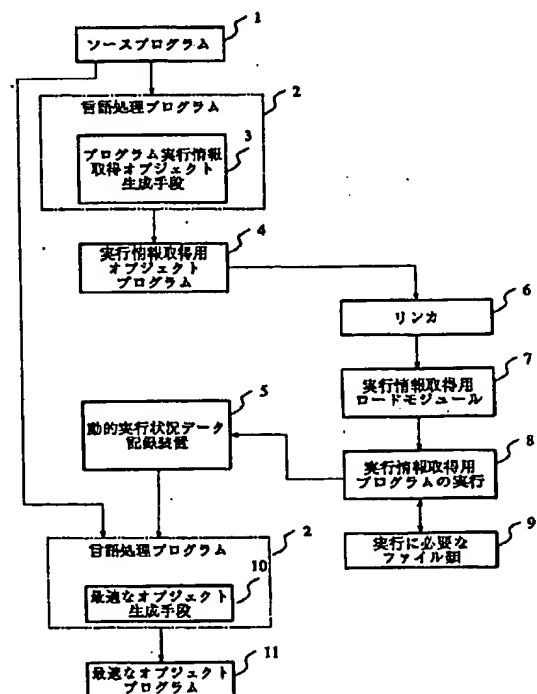 1
ソースプログラム
2
言語処理プログラム
3
プログラム実行情報
取得オブジェクト
生成手段
4
実行情報取得用
オブジェクト
プログラム
6
リンカ
7
実行情報取得用
ロードモジュール
5
動的実行状況データ
記録装置
8
実行情報取得用
プログラムの実行
9
実行に必要な
ファイル群
2
言語処理プログラム
10
最適なオブジェクト
生成手段
11
最適なオブジェクト
プログラム